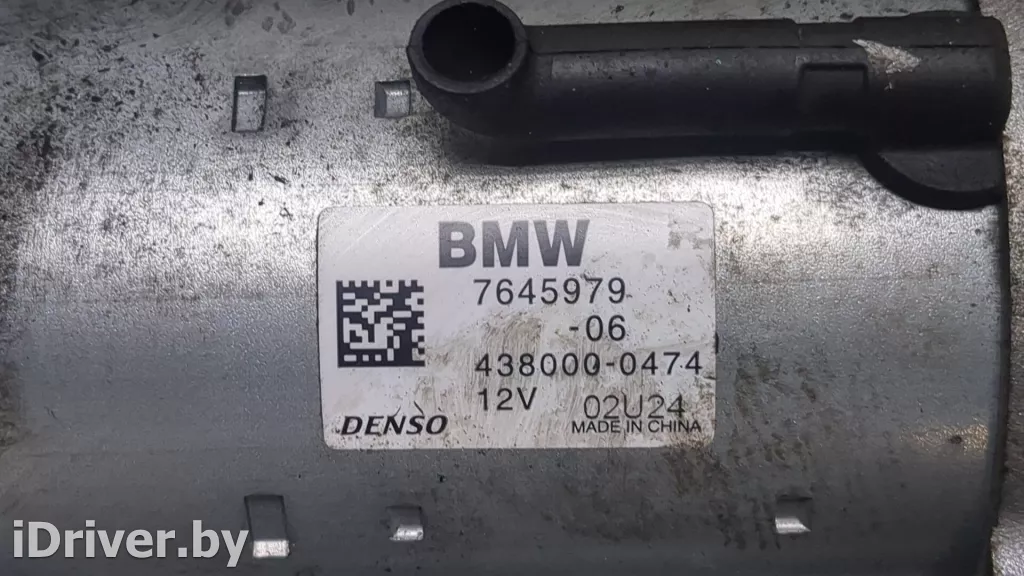 BMW
7645979
-06
438000-0474
12V 02U24
DENSO MADE IN CHINA
iDriver.by